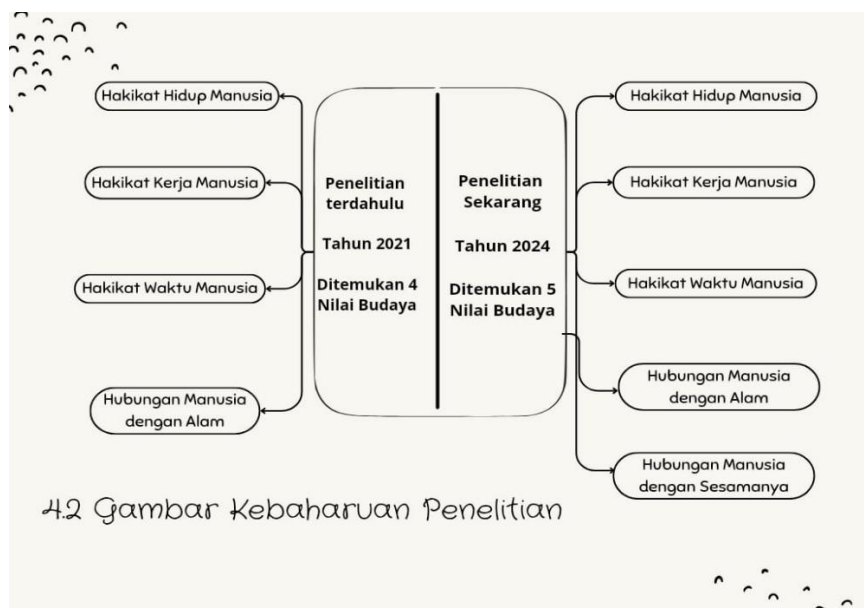 Hakikat Hidup Manusia
Hakikat Kerja Manusia
Hakikat Waktu Manusia
Hubungan Manusia
dengan Alam
Penelitian
terdahulu
Tahun 2021
Ditemukan 4
Nilai Budaya
Penelitian
Sekarang
Tahun 2024
Ditemukan 5
Nilai Budaya
Hakikat Hidup Manusia
Hakikat Kerja Manusia
Hakikat Waktu Manusia
Hubungan Manusia
dengan Alam
Hubungan Manusia
dengan Sesamanya
4.2 Gambar Kebaharuan Penelitian